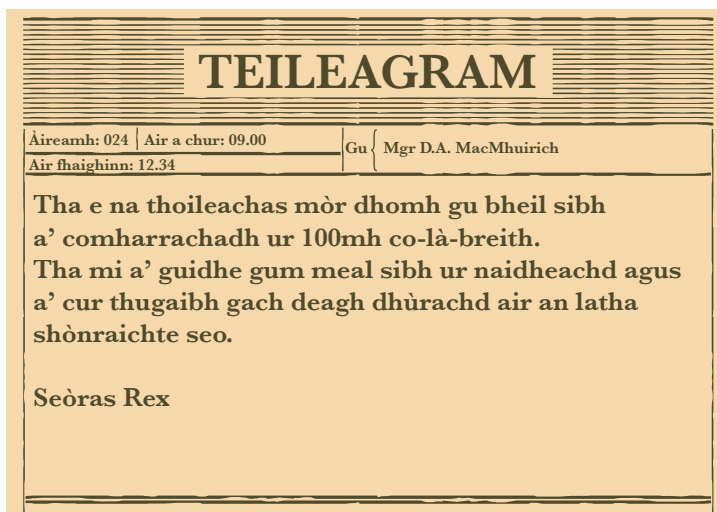 TEILEAGRAM
Àireamh: 024 Air a chur: 09.00
Air fhaighinn: 12.34
Gu Mgr D.A. MacMhuirich
Tha e na thoileachas mòr dhomh gu bheil sibh
a’ comharrachadh ur 100mh co-là-breith.
Tha mi a’ guidhe gum meal sibh ur naidheachd agus
a’ cur thugaibh gach deagh dhùrachd air an latha
shònraichte seo.
Seòras Rex